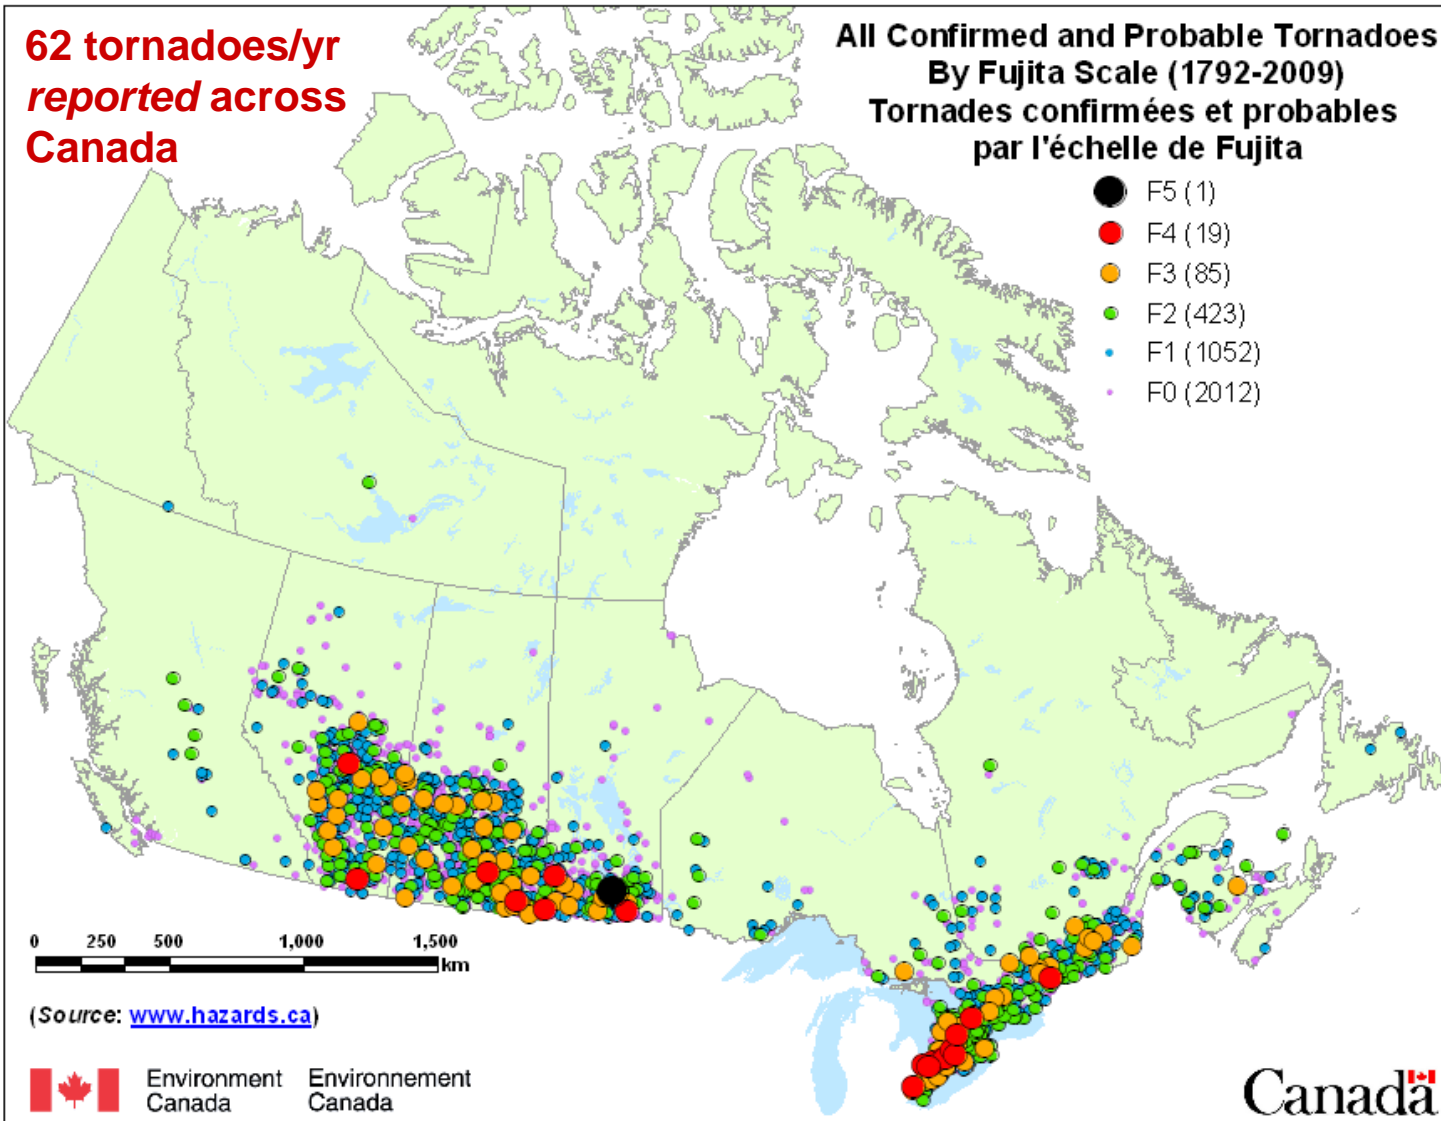 62 tornadoes/yr
reported across
Canada
All Confirmed and Probable Tornadoes
By Fujita Scale (1792-2009)
Tornades confirmées et probables
par l'échelle de Fujita
F5 (1)
F4 (19)
F3 (85)
F2 (423)
F1 (1052)
F0 (2012)
0 250 500 1,000 1,500
km
(Source: www.hazards.ca)
Environment Environnement
Canada Canada
Canada